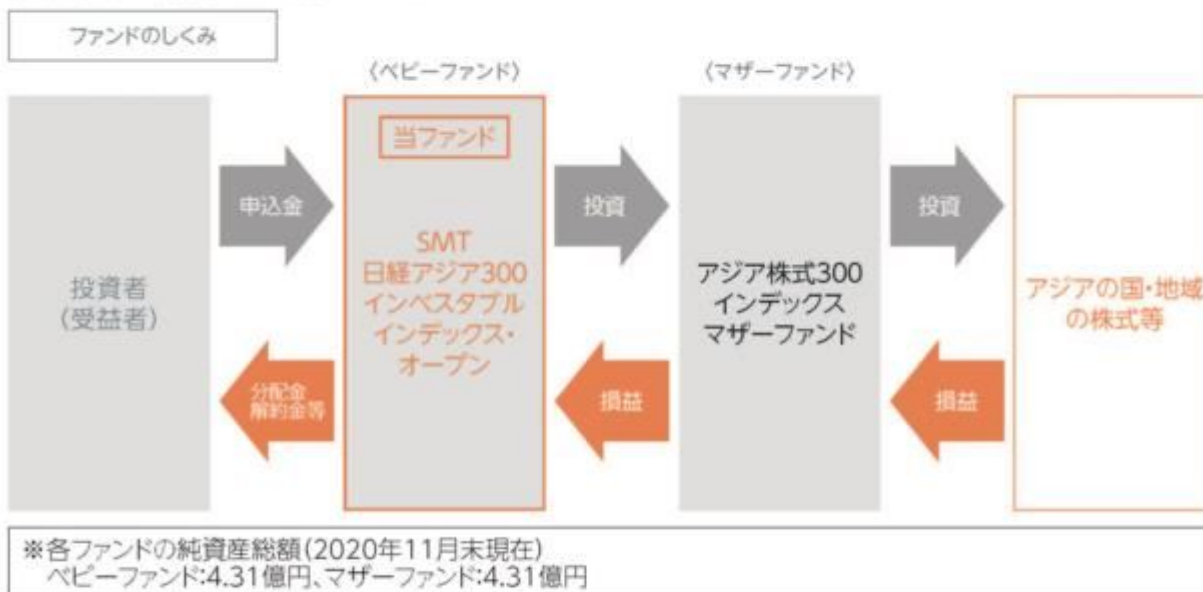 ファンドのしくみ
〈ベビーファンド〉
〈マザーファンド〉
投資者
(受益者)
申込金
分配金
解約金等
当ファンド
SMT
日経アジア300
インベスタブル
インデックス・
オープン
投資
損益
アジア株式300
インデックス
マザーファンド
投資
損益
アジアの国・地域
の株式等
※各ファンドの純資産総額(2020年11月末現在)
ベビーファンド:4.31億円、マザーファンド:4.31億円